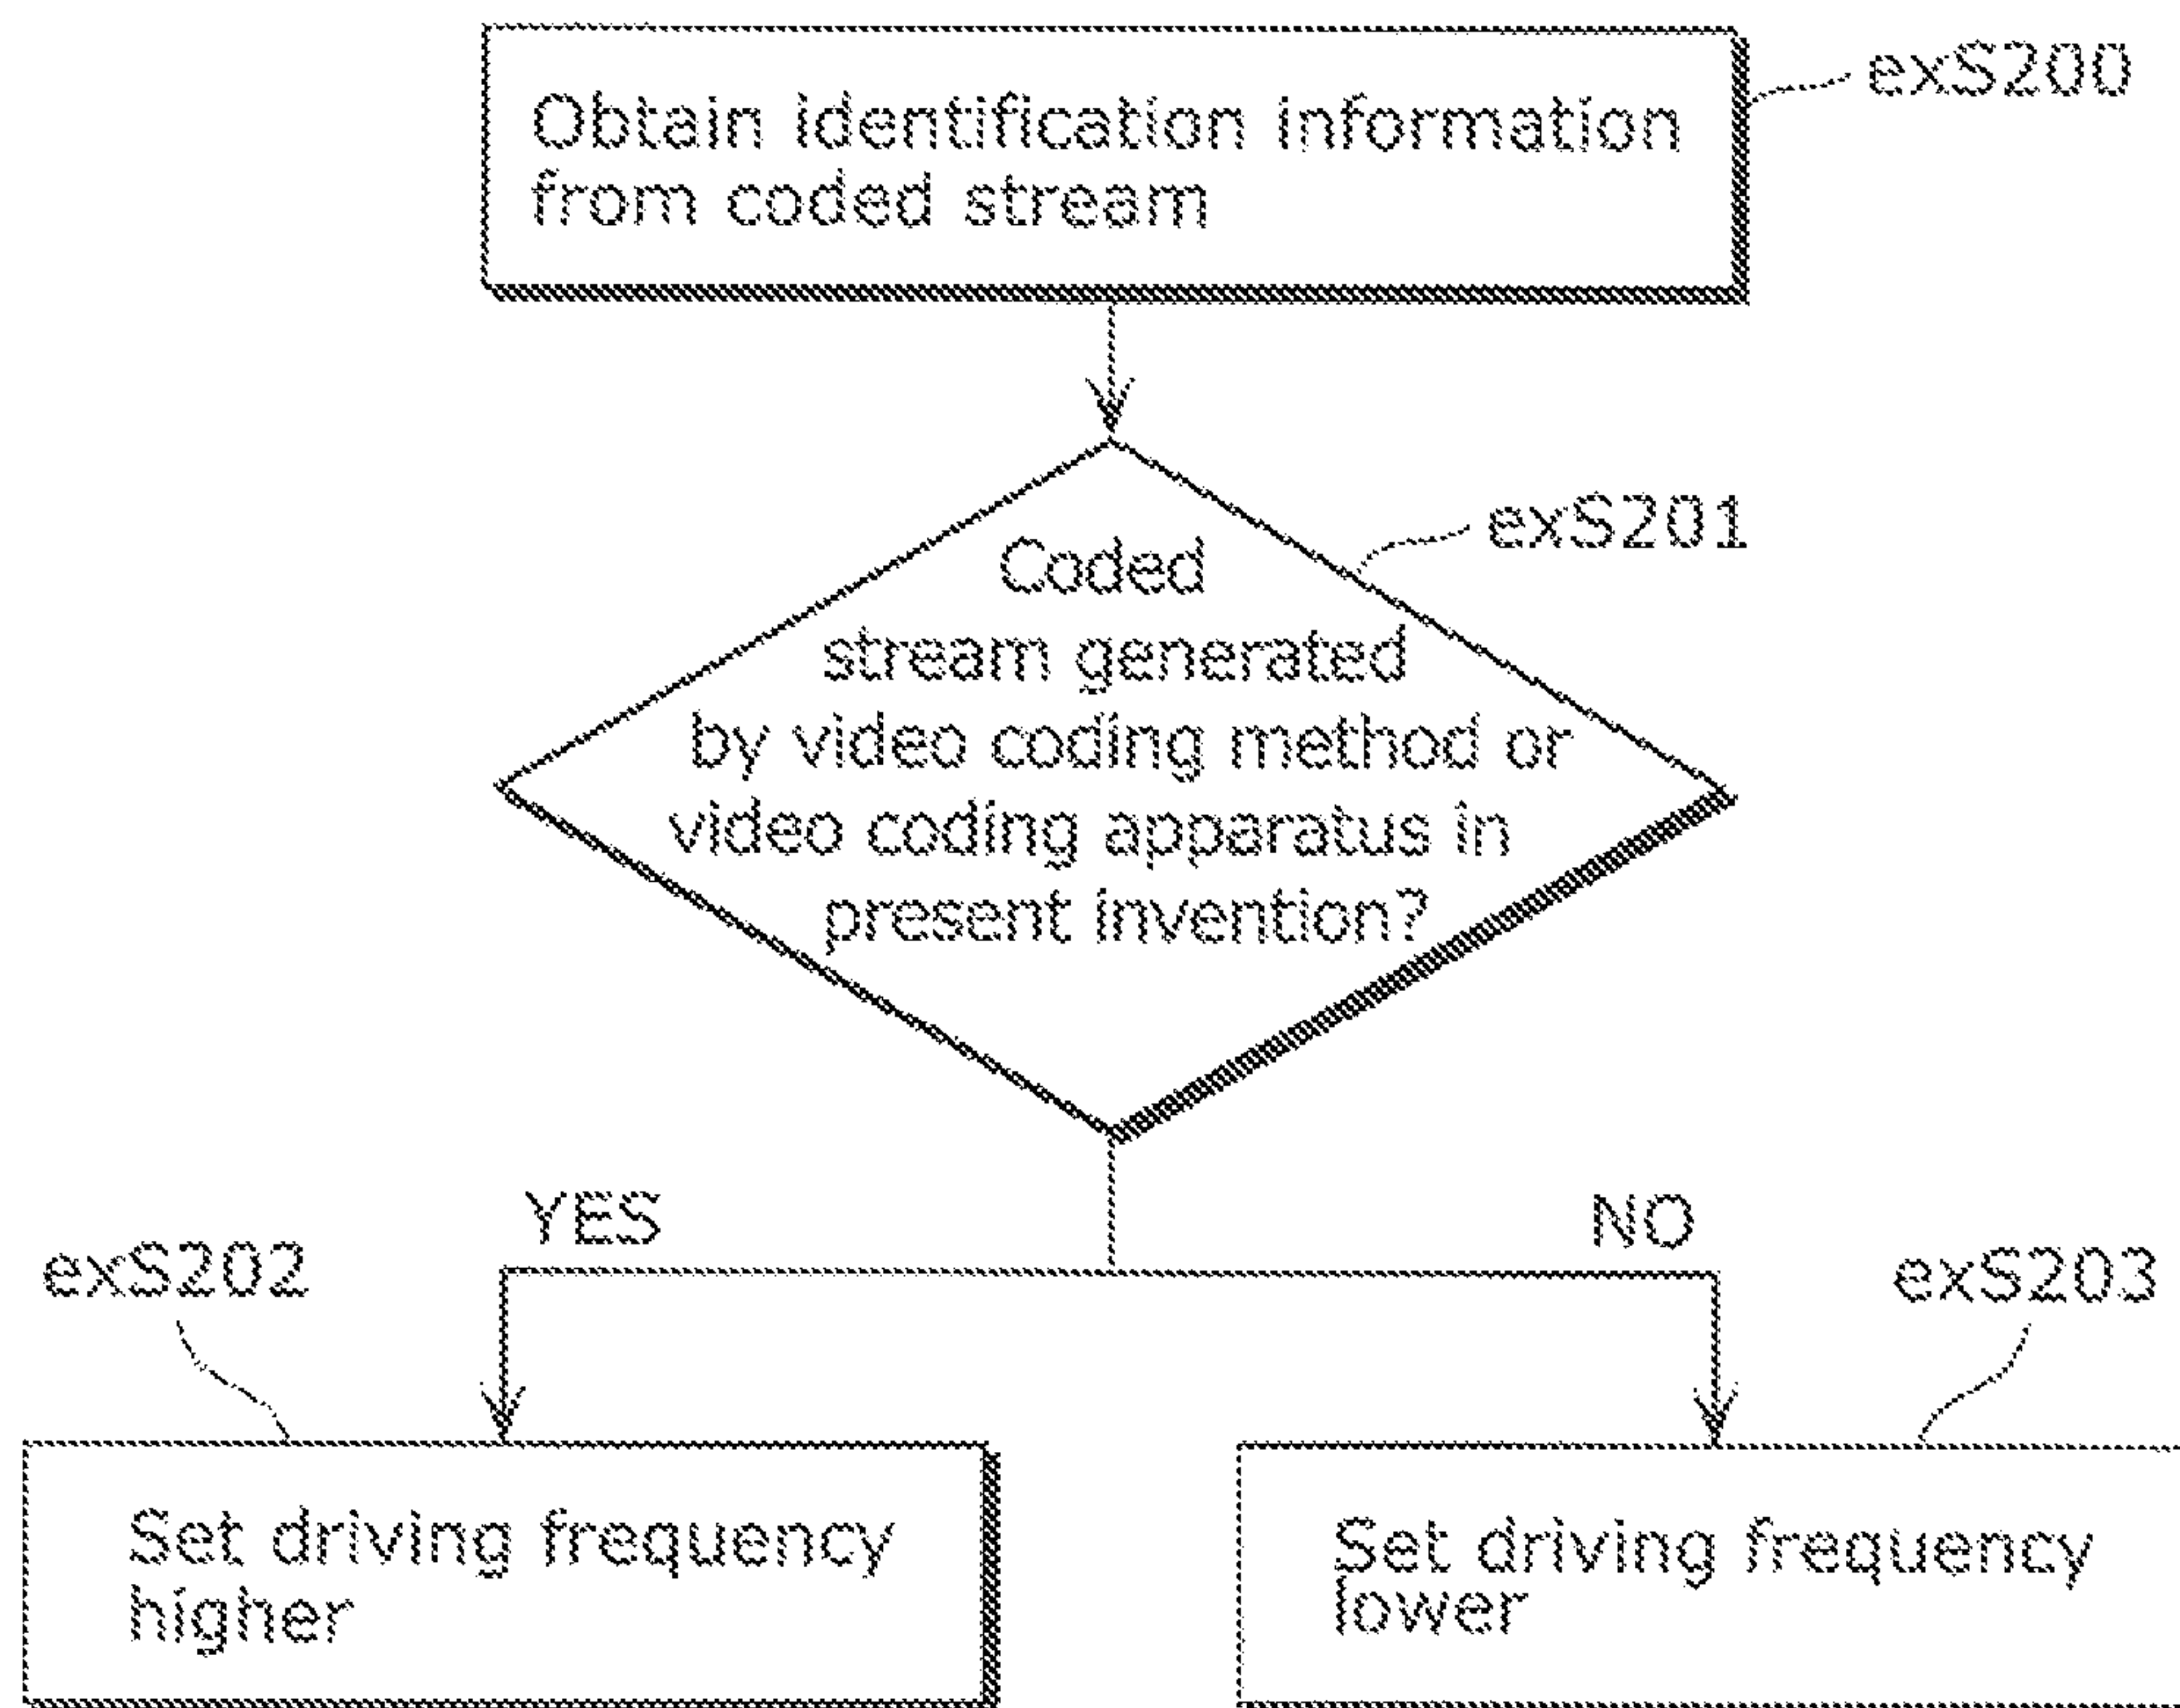 exS200
Obtain identification information
from coded stream
exS201
Coded
stream generated
by video coding method or
video coding apparatus in
present invention?
YES
NO
exS202
exS203
Set driving frequency
higher
Set driving frequency
lower